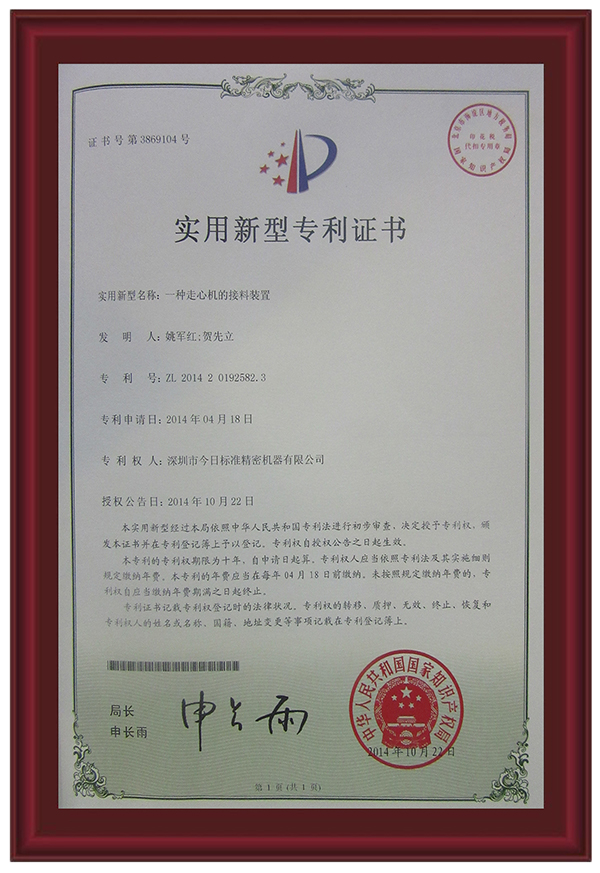 证书号第3869104号
实用新型专利证书
实用新型名称：一种走心机的接料装置
发 明 人：姚军红;贺先立
专 利 号：ZL 2014 2 0192582.3
专利申请日：2014年04月18日
专 利 权 人：深圳市今日标准精密机器有限公司
授权公告日：2014年10月22日
本实用新型经过本局依照中华人民共和国专利法进行初步审查，决定授予专利权，颁
发本证书并在专利登记簿上予以登记。专利权自授权公告之日起生效。
本专利的专利权期限为十年，自申请日起算。专利权人应当依照专利法及其实施细则
规定缴纳年费。本专利的年费应当在每年04月18日前缴纳。未按照规定缴纳年费的，专
利权自应当缴纳年费期满之日起终止。
专利证书记载专利权登记时的法律状况。专利权的转移、质押、无效、终止、恢复和
专利权人的姓名或名称、国籍、地址变更等事项记载在专利登记簿上。
局长
申长雨
申长雨
中华人民共和国国家知识产权局
2014年10月22日
第1页(共1页)
印花税
代扣专用章
国家知识产权局